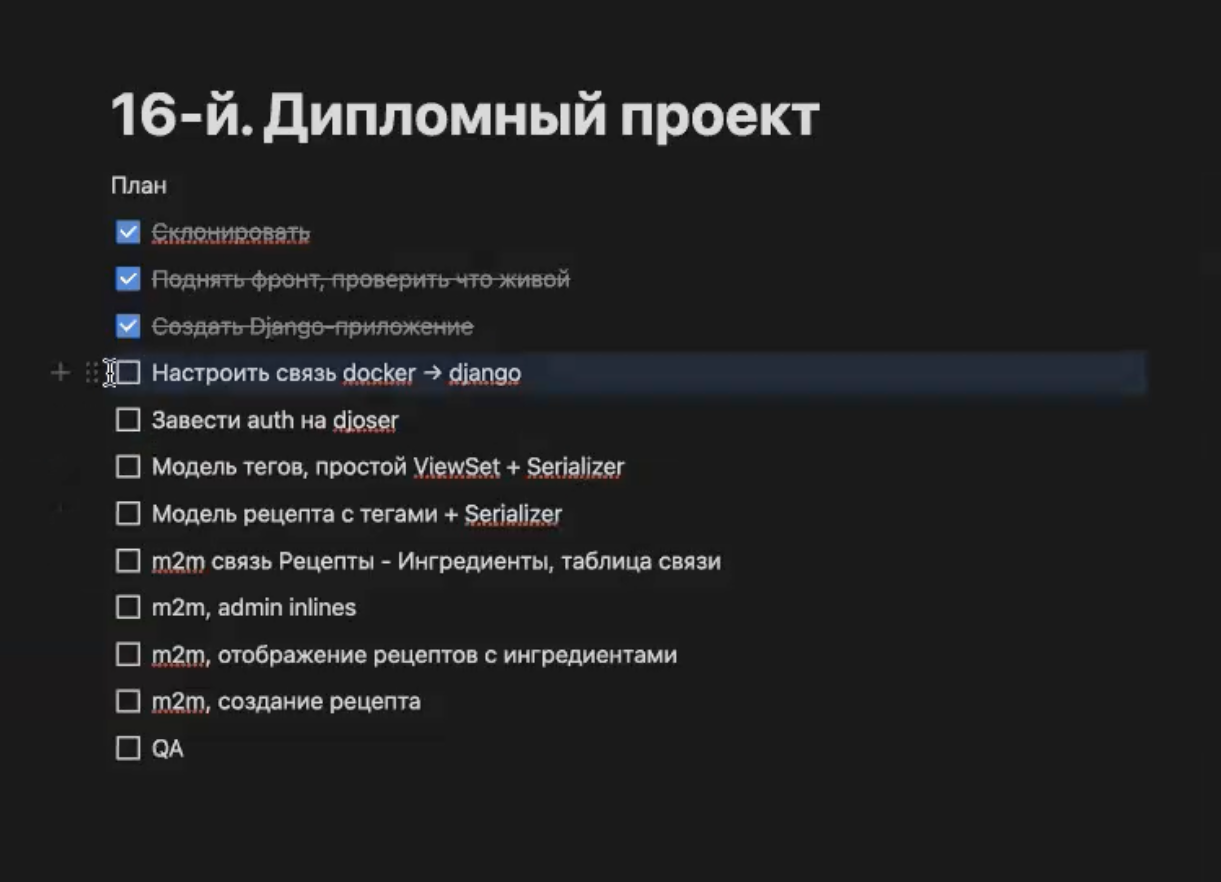 16-й. Дипломный проект
План
Склонировать
Поднять фронт, проверить что живой
Создать Django-приложение
Настроить связь docker → django
Завести auth на djoser
Модель тегов, простой ViewSet + Serializer
Модель рецепта с тегами + Serializer
m2m связь Рецепты - Ингредиенты, таблица связи
m2m, admin inlines
m2m, отображение рецептов с ингредиентами
m2m, создание рецепта
QA